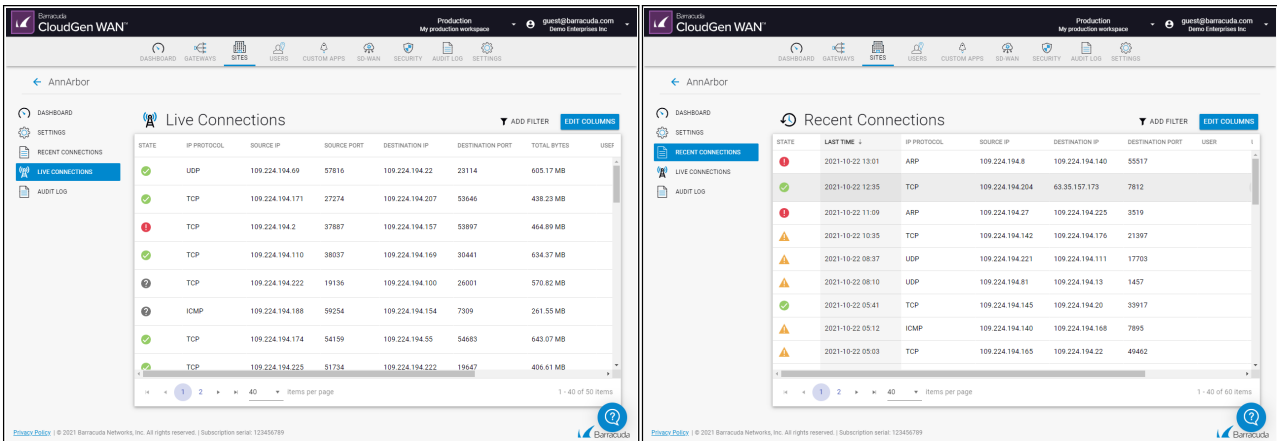 Barracuda
CloudGen WAN™
Production
My production workspace
guest@barracuda.com
Demo Enterprises Inc
DASHBOARD GATEWAYS SITES USERS CUSTOM APPS SD-WAN SECURITY AUDIT LOG SETTINGS
AnnArbor
DASHBOARD
SETTINGS
RECENT CONNECTIONS
LIVE CONNECTIONS
AUDIT LOG
Live Connections
ADD FILTER EDIT COLUMNS
STATE IP PROTOCOL SOURCE IP SOURCE PORT DESTINATION IP DESTINATION PORT TOTAL BYTES USER
UDP 109.224.194.69 57816 109.224.194.22 23114 605.17 MB
TCP 109.224.194.171 27274 109.224.194.207 53646 438.23 MB
TCP 109.224.194.2 37887 109.224.194.157 53897 464.89 MB
TCP 109.224.194.110 38037 109.224.194.169 30441 634.37 MB
TCP 109.224.194.222 19136 109.224.194.100 26001 570.82 MB
ICMP 109.224.194.188 59254 109.224.194.154 7309 261.55 MB
TCP 109.224.194.174 54159 109.224.194.55 54683 643.07 MB
TCP 109.224.194.225 51734 109.224.194.222 19647 406.61 MB
1 2 40 items per page 1 - 40 of 50 items
Privacy Policy | © 2021 Barracuda Networks, Inc. All rights reserved. | Subscription serial: 123456789
Barracuda
Barracuda
CloudGen WAN™
Production
My production workspace
guest@barracuda.com
Demo Enterprises Inc
DASHBOARD GATEWAYS SITES USERS CUSTOM APPS SD-WAN SECURITY AUDIT LOG SETTINGS
AnnArbor
DASHBOARD
SETTINGS
RECENT CONNECTIONS
LIVE CONNECTIONS
AUDIT LOG
Recent Connections
ADD FILTER EDIT COLUMNS
STATE LAST TIME ↓ IP PROTOCOL SOURCE IP DESTINATION IP DESTINATION PORT USER
2021-10-22 13:01 ARP 109.224.194.8 109.224.194.140 55517
2021-10-22 12:35 TCP 109.224.194.204 63.35.157.173 7812
2021-10-22 11:09 ARP 109.224.194.27 109.224.194.225 3519
2021-10-22 10:35 TCP 109.224.194.142 109.224.194.176 21397
2021-10-22 08:37 UDP 109.224.194.221 109.224.194.111 17703
2021-10-22 08:10 UDP 109.224.194.81 109.224.194.13 1457
2021-10-22 05:41 TCP 109.224.194.145 109.224.194.20 33917
2021-10-22 05:12 ICMP 109.224.194.140 109.224.194.168 7895
2021-10-22 05:03 TCP 109.224.194.165 109.224.194.22 49462
1 2 40 items per page 1 - 40 of 60 items
Privacy Policy | © 2021 Barracuda Networks, Inc. All rights reserved. | Subscription serial: 123456789
Barracuda